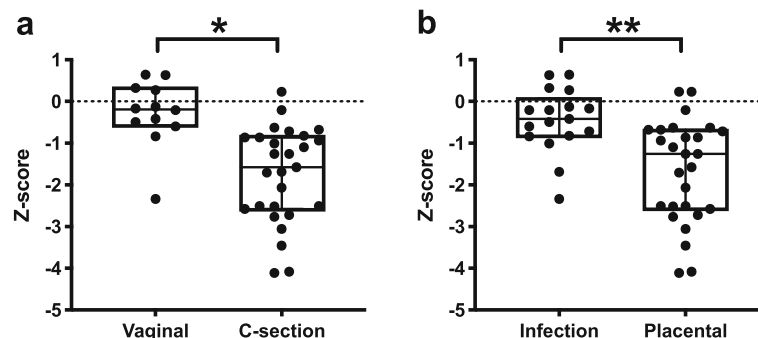 a
*
Z-score
1
0
-1
-2
-3
-4
-5
Vaginal C-section
b
**
Z-score
1
0
-1
-2
-3
-4
-5
Infection Placental